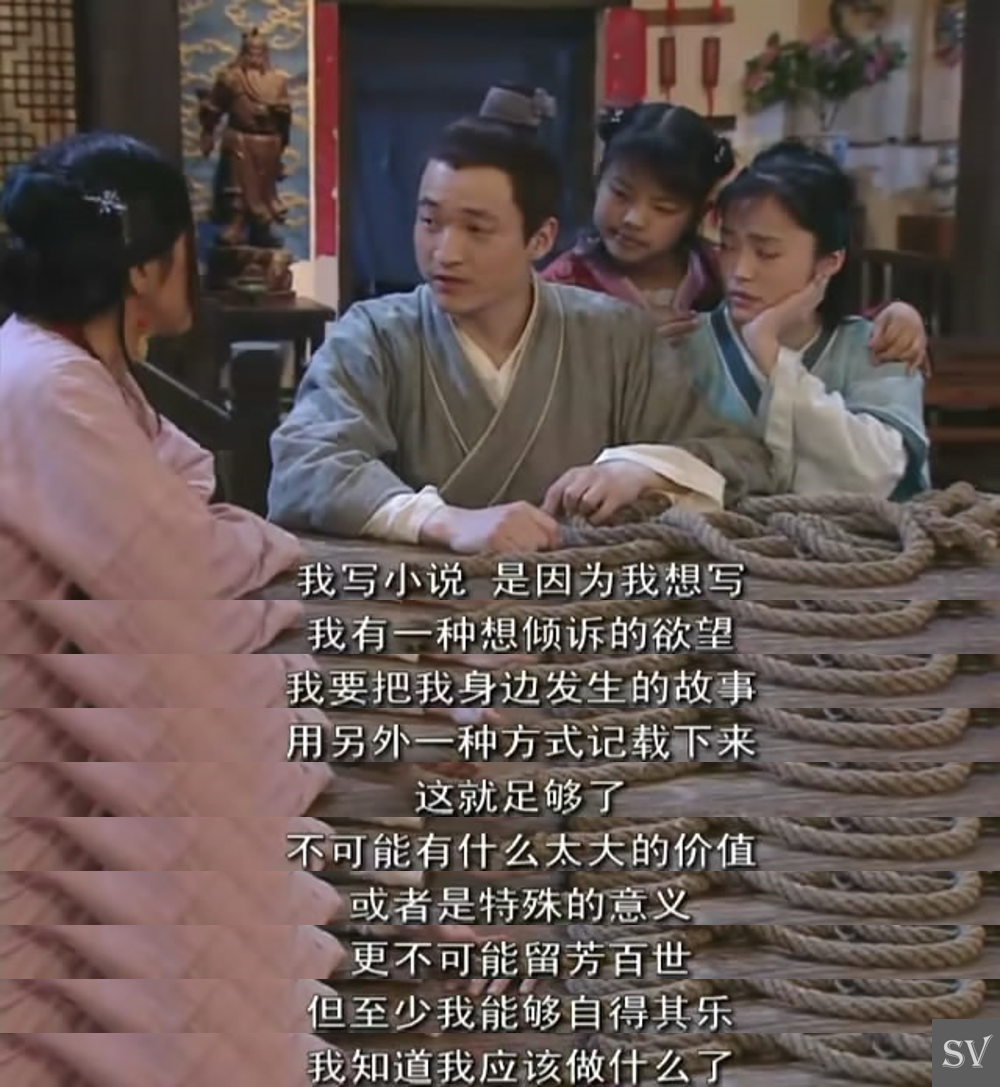 我写小说 是因为我想写
我有一种想倾诉的欲望
我要把我身边发生的故事
用另外一种方式记载下来
这就足够了
不可能有什么太大的价值
或者是特殊的意义
更不可能留芳百世
但至少我能够自得其乐
我知道我应该做什么了
SV